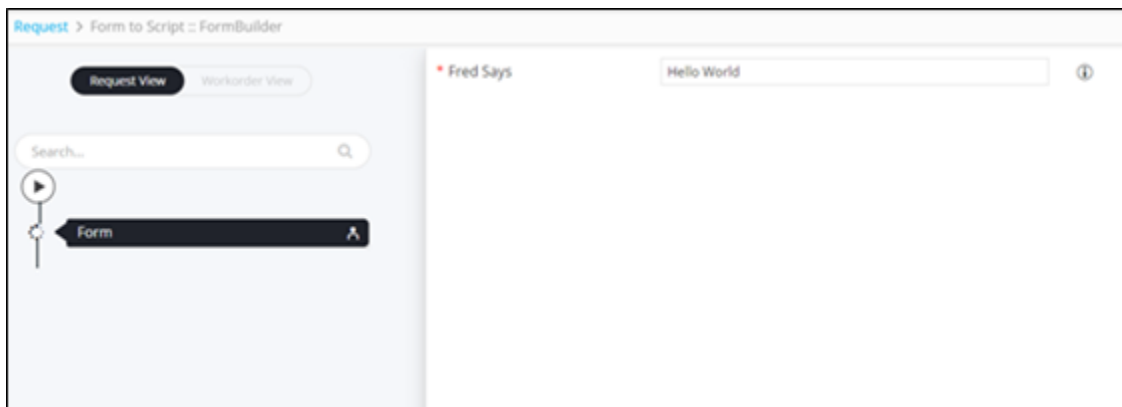 Request > Form to Script :: FormBuilder
Request View Workorder View
* Fred Says Hello World
Search...
Form